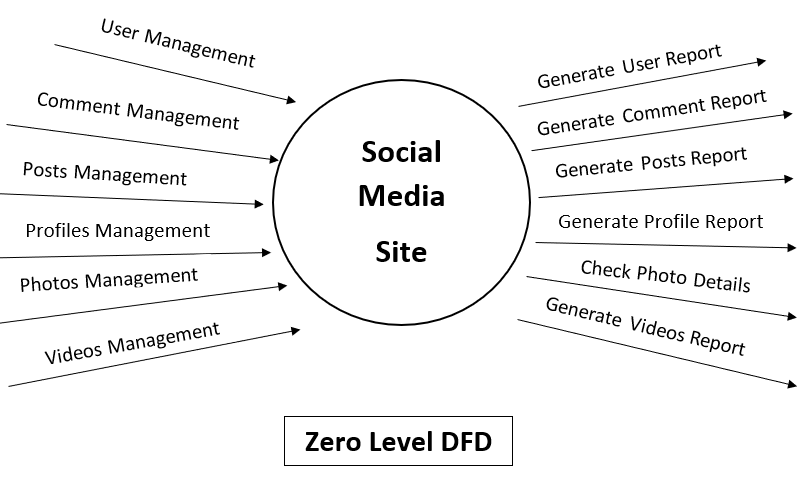 User Management
Comment Management
Posts Management
Profiles Management
Photos Management
Videos Management
Social
Media
Site
Generate User Report
Generate Comment Report
Generate Posts Report
Generate Profile Report
Check Photo Details
Generate Videos Report
Zero Level DFD